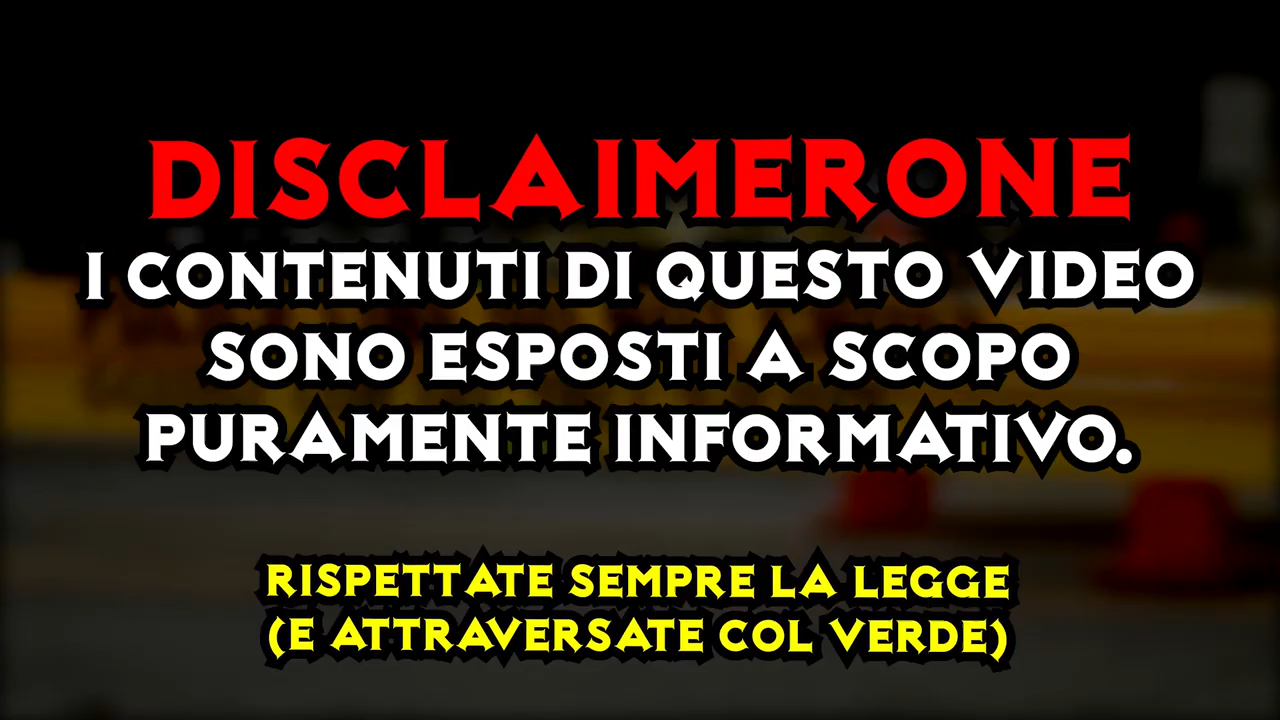 DISCLAIMERONE
I CONTENUTI DI QUESTO VIDEO
SONO ESPOSTI A SCOPO
PURAMENTE INFORMATIVO.
RISPETTATE SEMPRE LA LEGGE
(E ATTRAVERSATE COL VERDE)